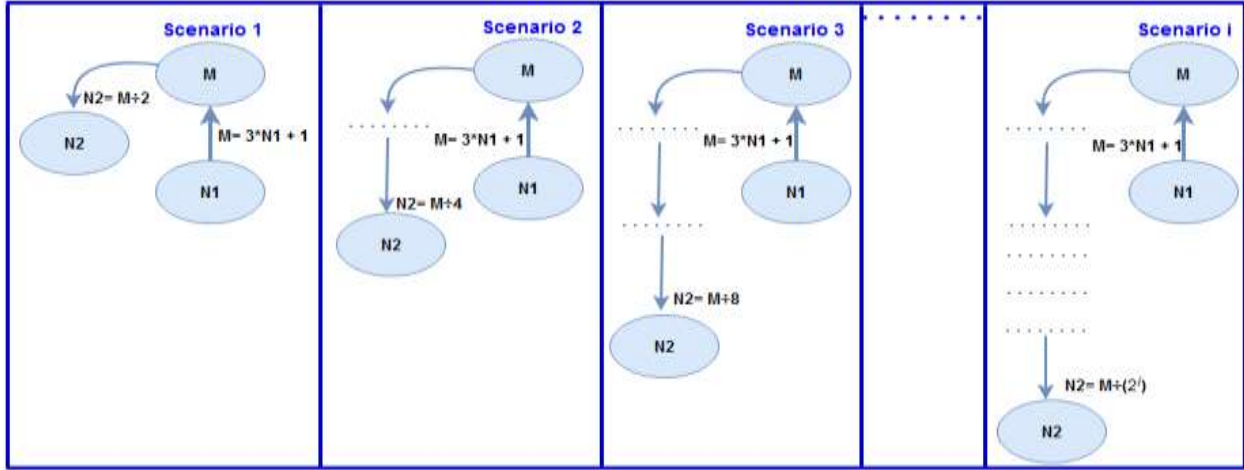 Scenario 1
M
N2= M÷2
N2
M= 3*N1 + 1
N1
Scenario 2
M
M= 3*N1 + 1
N1
N2= M÷4
N2
Scenario 3
M
M= 3*N1 + 1
N1
N2= M÷8
N2
Scenario i
M
M= 3*N1 + 1
N1
N2= M÷(2ⁱ)
N2